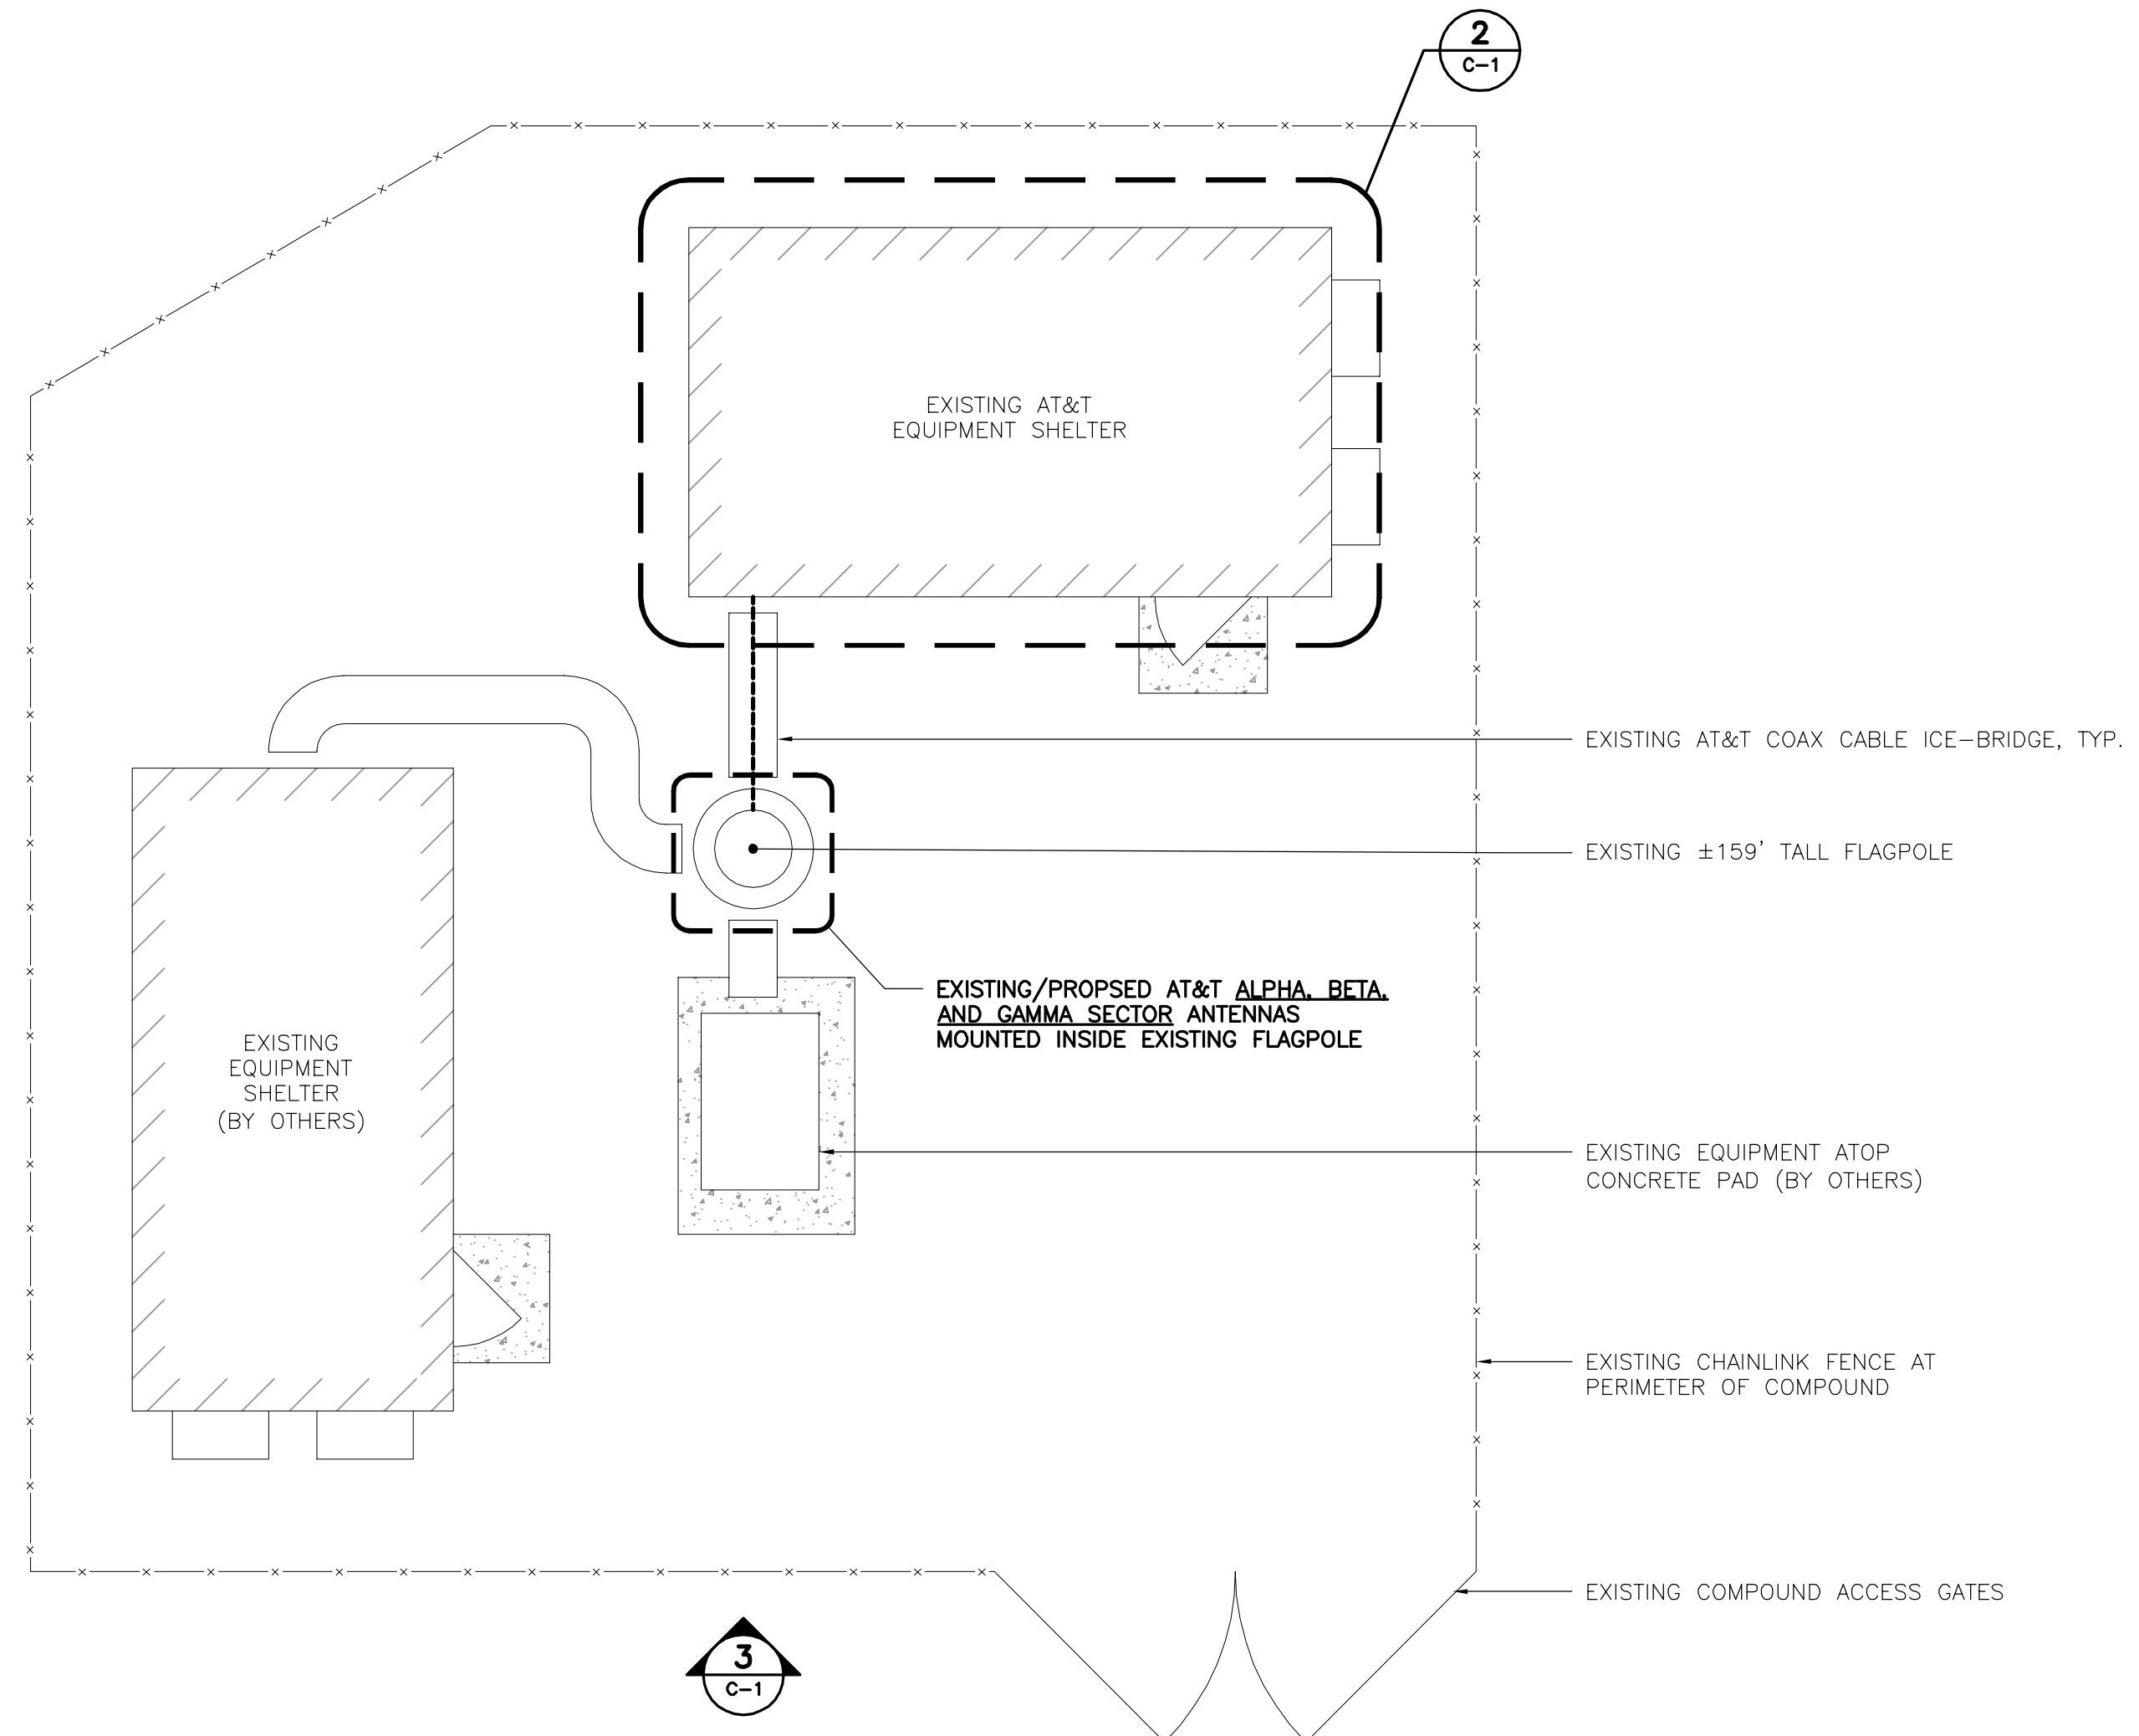 2
C-1
EXISTING AT&T
EQUIPMENT SHELTER
EXISTING AT&T COAX CABLE ICE-BRIDGE, TYP.
EXISTING ±159' TALL FLAGPOLE
EXISTING/PROPSED AT&T ALPHA, BETA,
AND GAMMA SECTOR ANTENNAS
MOUNTED INSIDE EXISTING FLAGPOLE
EXISTING
EQUIPMENT
SHELTER
(BY OTHERS)
EXISTING EQUIPMENT ATOP
CONCRETE PAD (BY OTHERS)
EXISTING CHAINLINK FENCE AT
PERIMETER OF COMPOUND
EXISTING COMPOUND ACCESS GATES
3
C-1